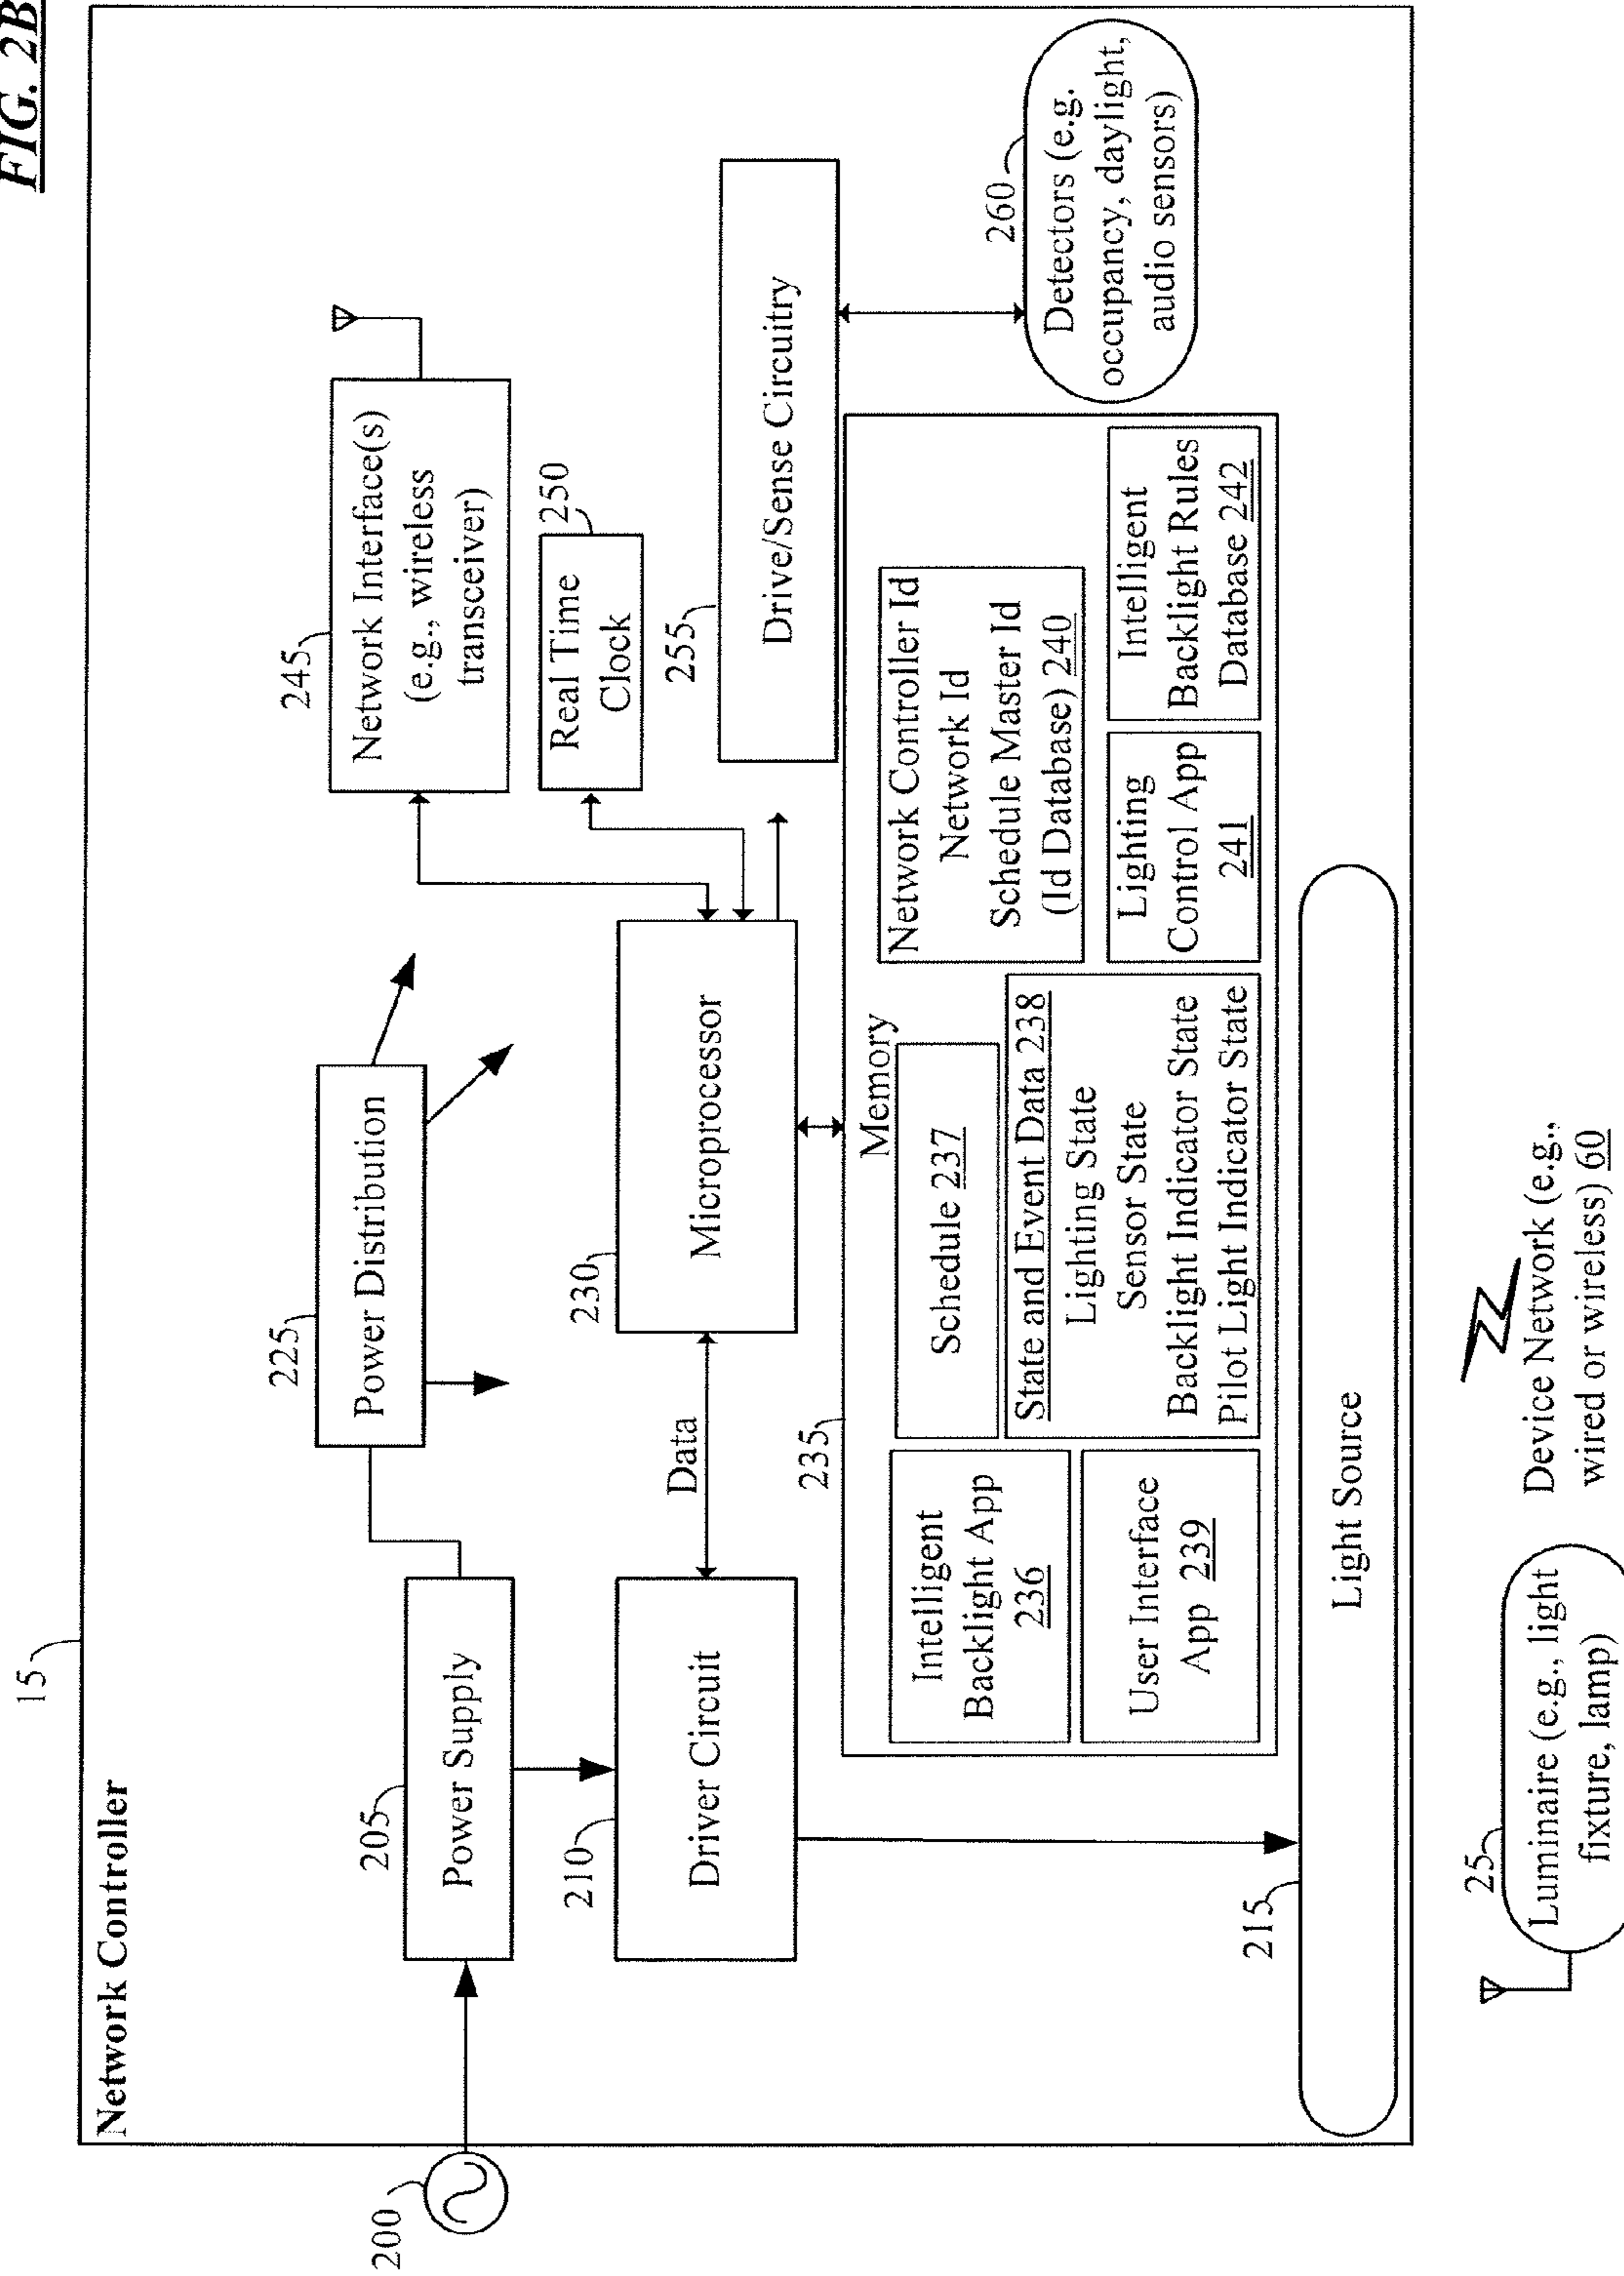 FIG. 2B
15
Network Controller
200
205
Power Supply
225
Power Distribution
245
Network Interface(s)
(e.g., wireless
transceiver)
210
Driver Circuit
Data
230
Microprocessor
250
Real Time
Clock
255
Drive/Sense Circuitry
260
Detectors (e.g.
occupancy, daylight,
audio sensors)
235
Memory
Intelligent
Backlight App
236
Schedule 237
Network Controller Id
Network Id
Schedule Master Id
(Id Database) 240
User Interface
App 239
State and Event Data 238
Lighting State
Sensor State
Backlight Indicator State
Pilot Light Indicator State
Lighting
Control App
241
Intelligent
Backlight Rules
Database 242
215
Light Source
25
Luminaire (e.g., light
fixture, lamp)
Device Network (e.g.,
wired or wireless) 60